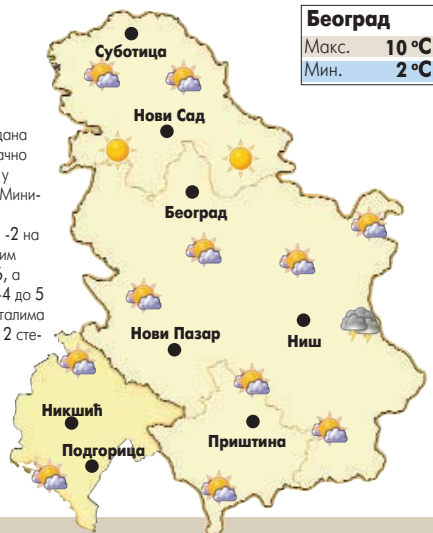 Београд
Макс. 10 °C
Мин. 2 °C
Суботица
Нови Сад
Београд
у
Мини-
-2 на
а
4 до 5
2 сте-
Нови Пазар
Ниш
Никшић
Приштина
Подгорица